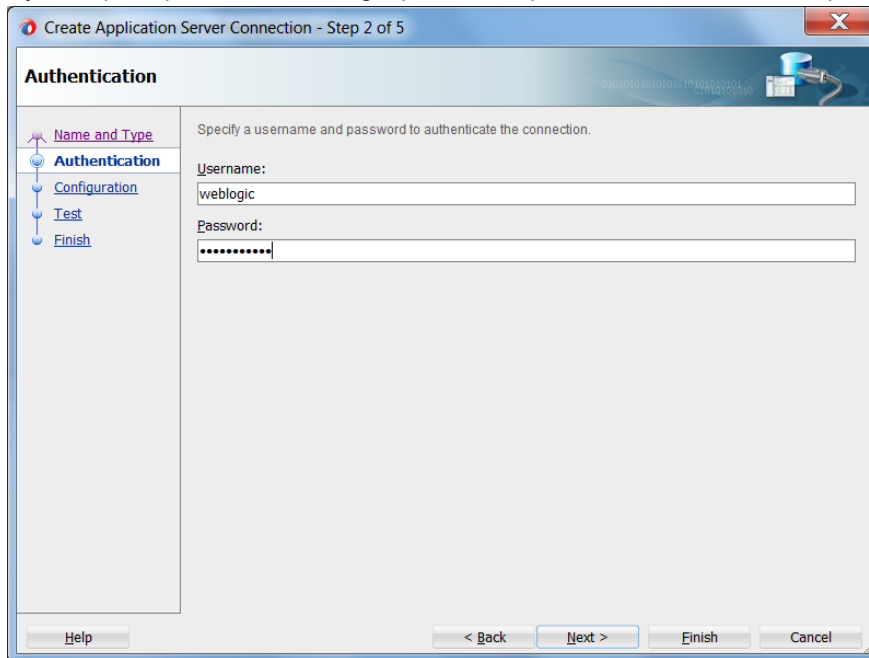 Create Application Server Connection - Step 2 of 5
X
Authentication
Name and Type
Authentication
Configuration
Test
Finish
Specify a username and password to authenticate the connection.
Username:
weblogic
Password:
•••••••••••
Help
< Back
Next >
Finish
Cancel